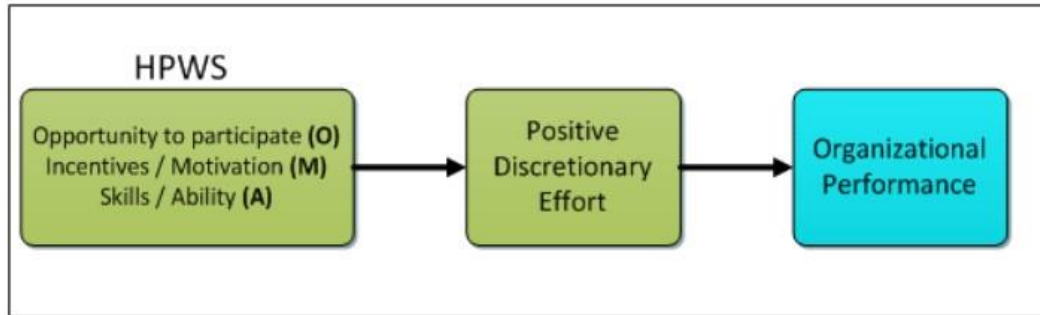 HPWS
Opportunity to participate (O)
Incentives / Motivation (M)
Skills / Ability (A)
Positive
Discretionary
Effort
Organizational
Performance